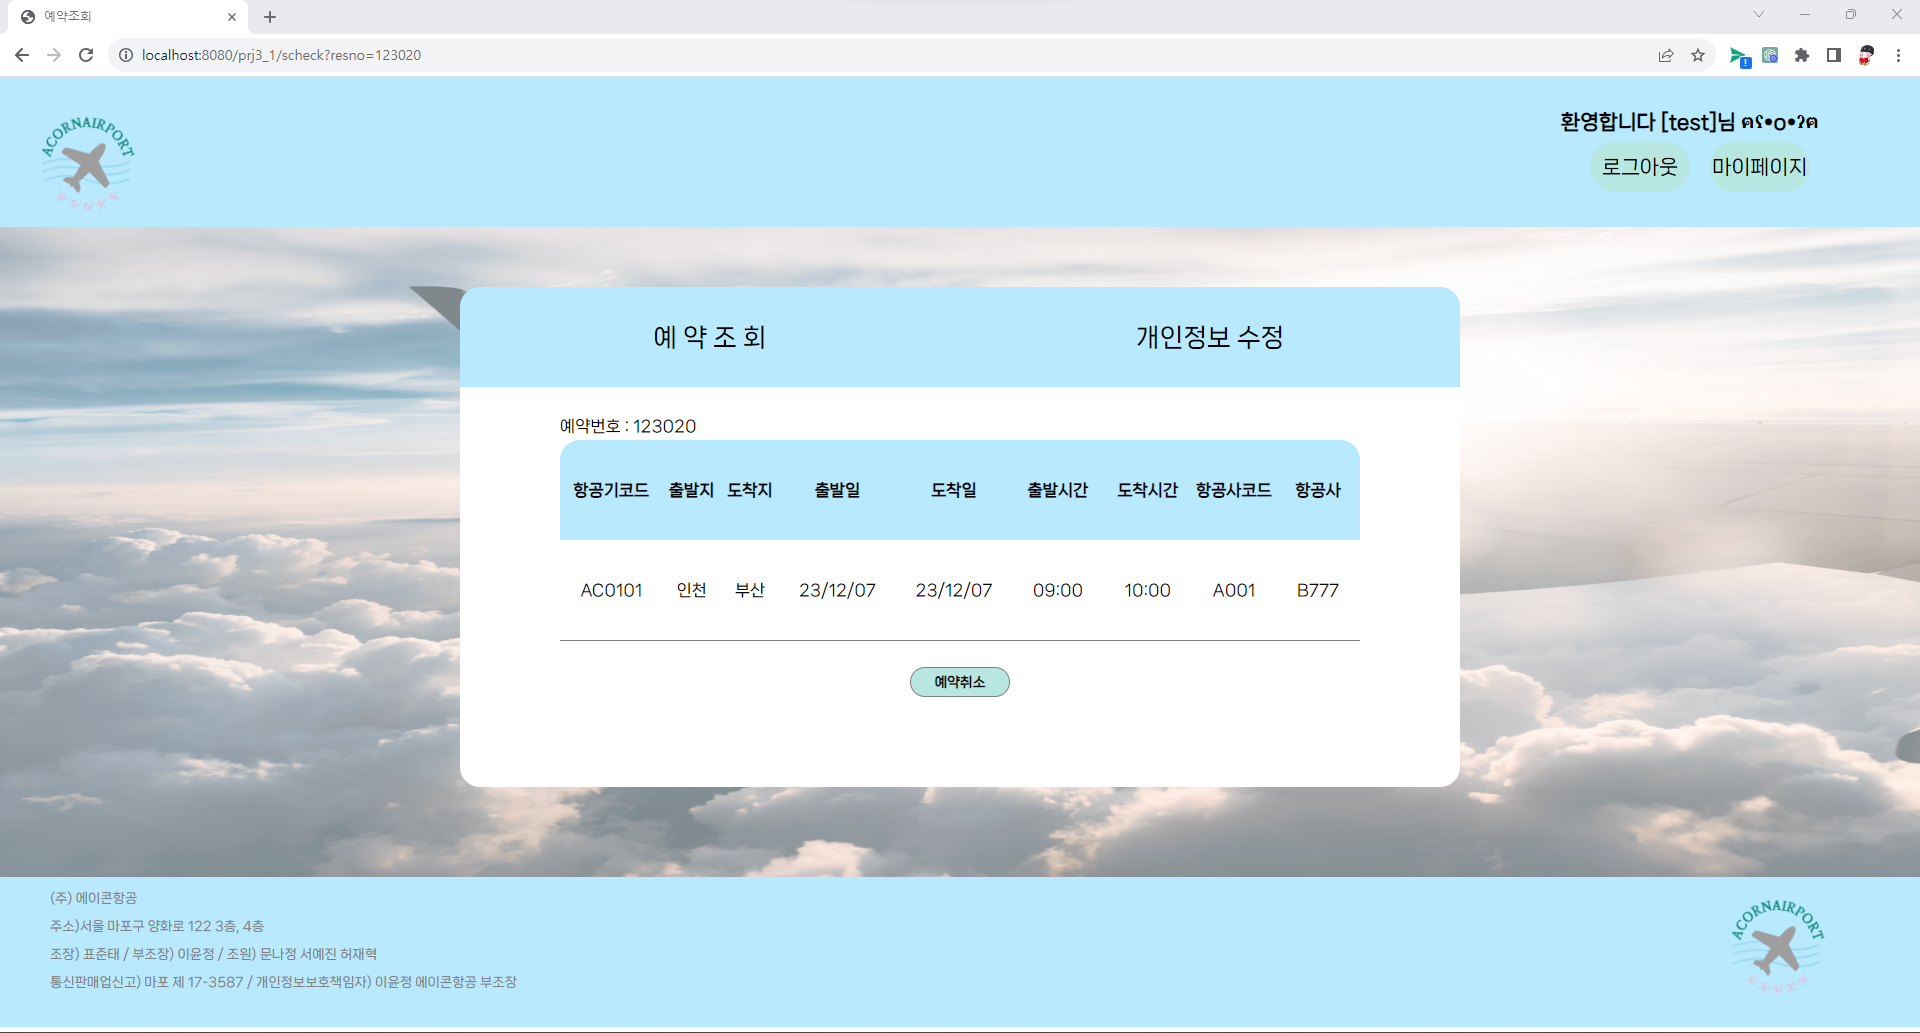 예약조회
localhost:8080/prj3_1/scheck?resno=123020
ACORNAIRPORT
환영합니다 [test]님 ฅʕ•o•ʔฅ
로그아웃 마이페이지
예 약 조 회 개인정보 수정
예약번호 : 123020
항공기코드 출발지 도착지 출발일 도착일 출발시간 도착시간 항공사코드 항공사
AC0101 인천 부산 23/12/07 23/12/07 09:00 10:00 A001 B777
예약취소
(주) 에이콘항공
주소)서울 마포구 양화로 122 3층, 4층
조장) 표준태 / 부조장) 이윤정 / 조원) 문나정 서예진 허재혁
통신판매업신고) 마포 제 17-3587 / 개인정보보호책임자) 이윤정 에이콘항공 부조장
ACORNAIRPORT